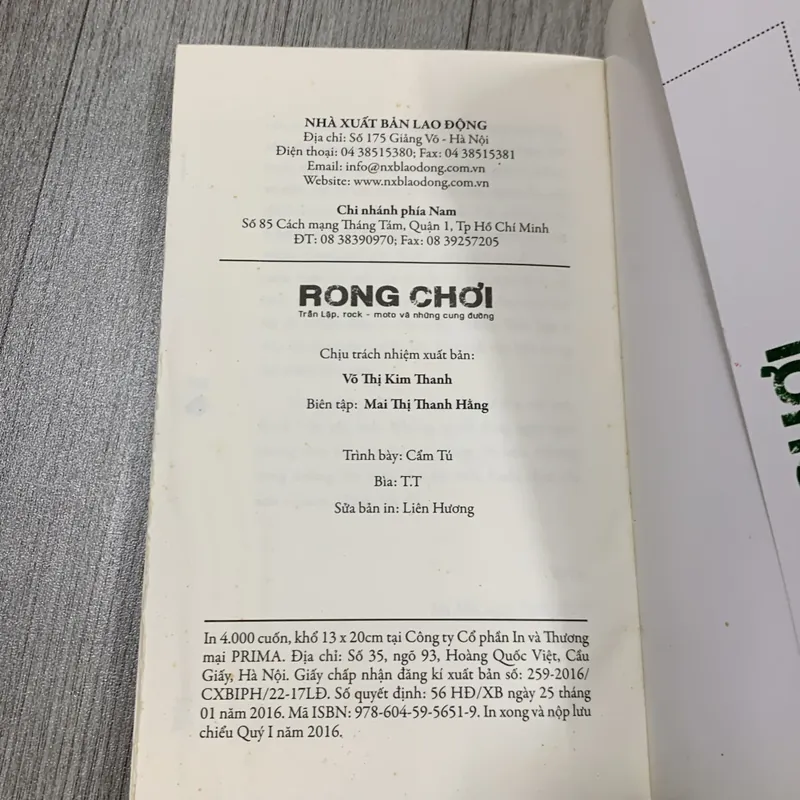 NHÀ XUẤT BẢN LAO ĐỘNG
Địa chỉ: Số 175 Giảng Võ - Hà Nội
Điện thoại: 04 38515380; Fax: 04 38515381
Email: info@nxblaodong.com.vn
Website: www.nxblaodong.com.vn
Chi nhánh phía Nam
Số 85 Cách mạng Tháng Tám, Quận 1, Tp Hồ Chí Minh
ĐT: 08 38390970; Fax: 08 39257205
RONG CHƠI
Trần Lập, rock - moto và những cung đường
Chịu trách nhiệm xuất bản:
Võ Thị Kim Thanh
Biên tập: Mai Thị Thanh Hằng
Trình bày: Cẩm Tú
Bìa: T.T
Sửa bản in: Liên Hương
In 4.000 cuốn, khổ 13 x 20cm tại Công ty Cổ phần In và Thương
mại PRIMA. Địa chỉ: Số 35, ngõ 93, Hoàng Quốc Việt, Cầu
Giấy, Hà Nội. Giấy chấp nhận đăng kí xuất bản số: 259-2016/
CXBIPH/22-17LĐ. Số quyết định: 56 HĐ/XB ngày 25 tháng
01 năm 2016. Mã ISBN: 978-604-59-5651-9. In xong và nộp lưu
chiểu Quý I năm 2016.